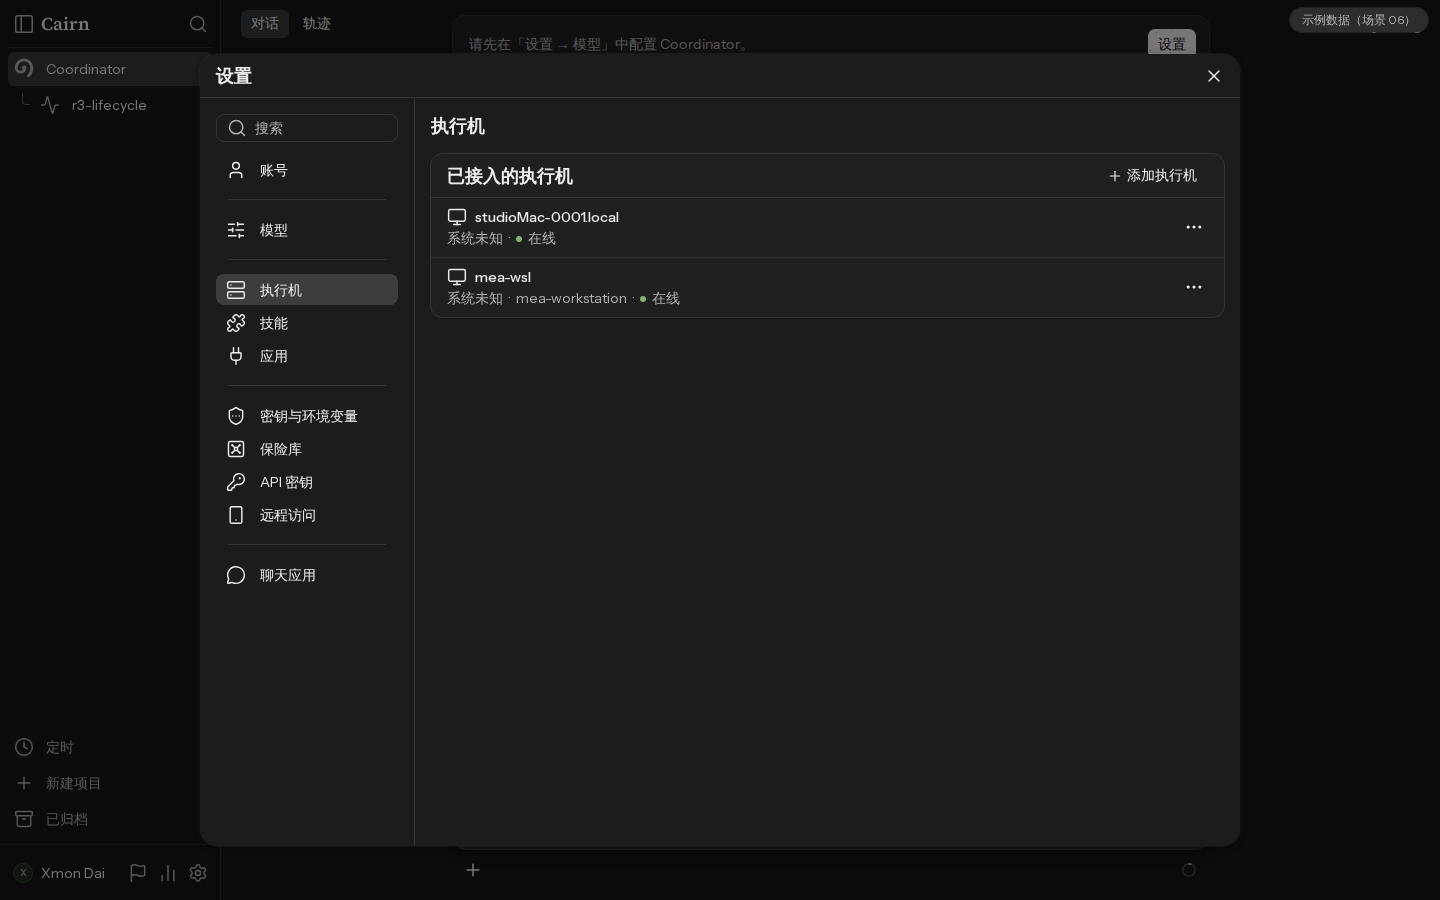 Cairn
Coordinator
r3-lifecycle
对话
轨迹
请先在「设置 → 模型」中配置 Coordinator。
设置
示例数据（场景 06）
设置
搜索
账号
模型
执行机
技能
应用
密钥与环境变量
保险库
API 密钥
远程访问
聊天应用
执行机
已接入的执行机
添加执行机
studioMac-0001.local
系统未知 · 在线
mea-wsl
系统未知 · mea-workstation · 在线
定时
新建项目
已归档
X
Xmon Dai